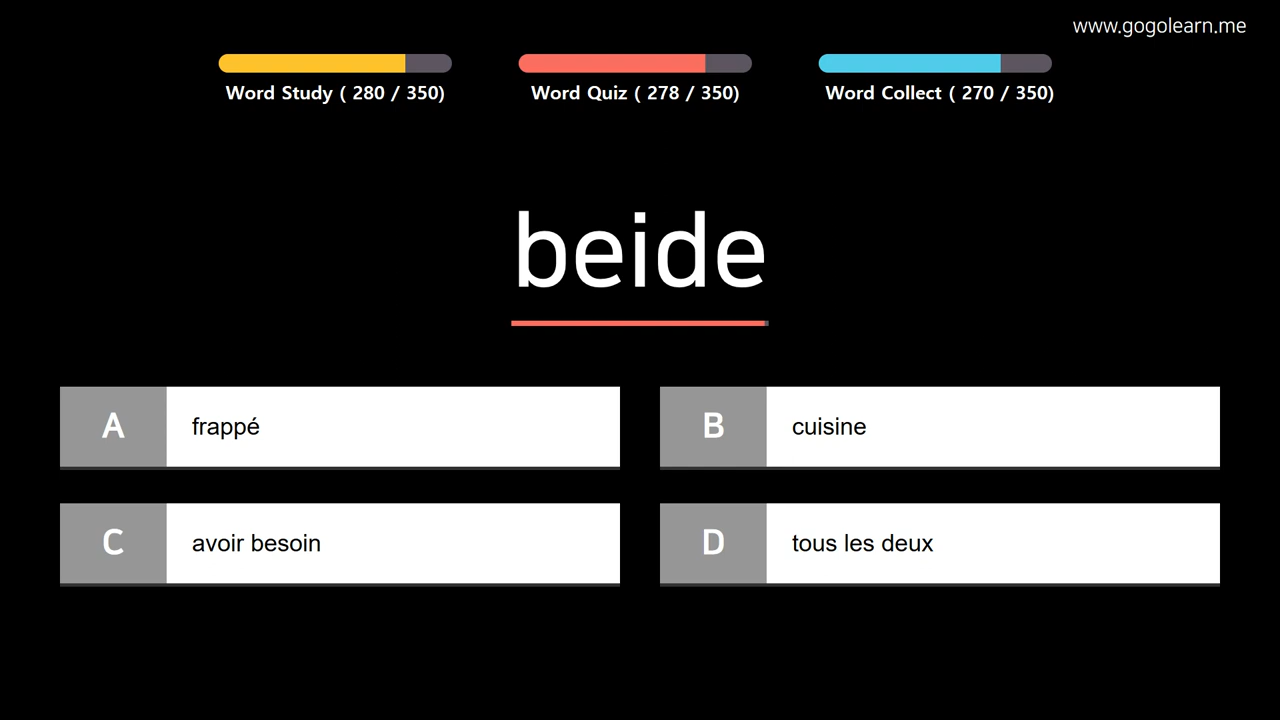 www.gogolearn.me
Word Study ( 280 / 350)
Word Quiz ( 278 / 350)
Word Collect ( 270 / 350)
beide
A frappé
B cuisine
C avoir besoin
D tous les deux